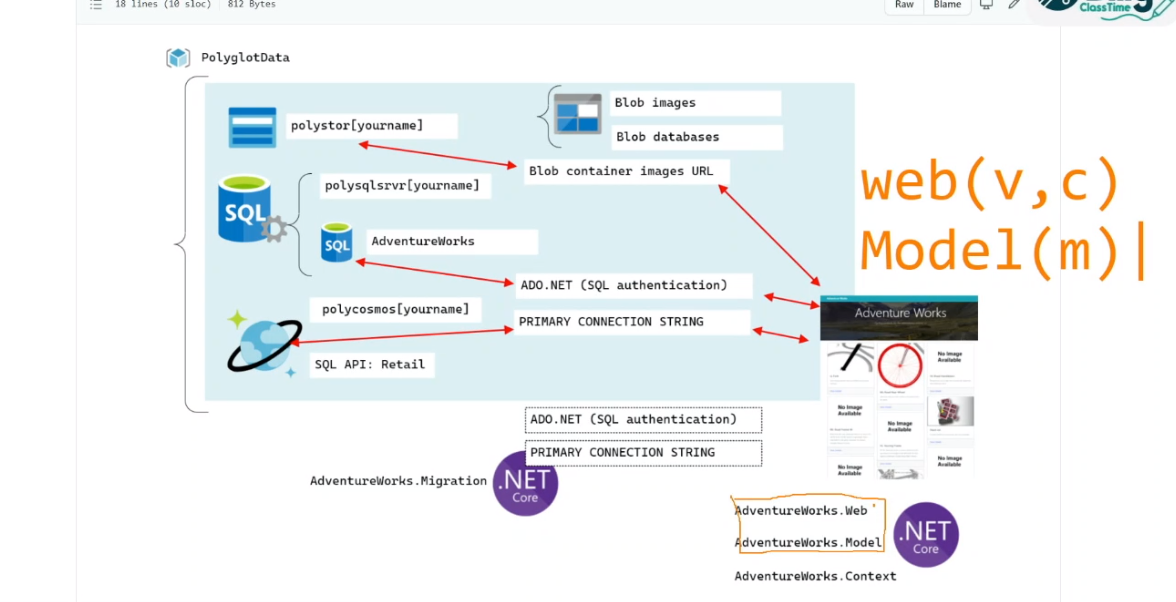 18 lines (10 sloc) 812 Bytes
Raw Blame
ClassTime
PolyglotData
Blob images
polystor[yourname]
Blob databases
Blob container images URL
web(v,c)
polysqlsrvr[yourname]
SQL
SQL
AdventureWorks
Model(m)|
ADO.NET (SQL authentication)
polycosmos[yourname]
PRIMARY CONNECTION STRING
Adventure Works
SQL API: Retail
No Image
Available
No Image
Available
No Image
Available
No Image
Available
No Image
Available
ADO.NET (SQL authentication)
PRIMARY CONNECTION STRING
AdventureWorks.Migration
.NET
Core
AdventureWorks.Web
AdventureWorks.Model
.NET
Core
AdventureWorks.Context